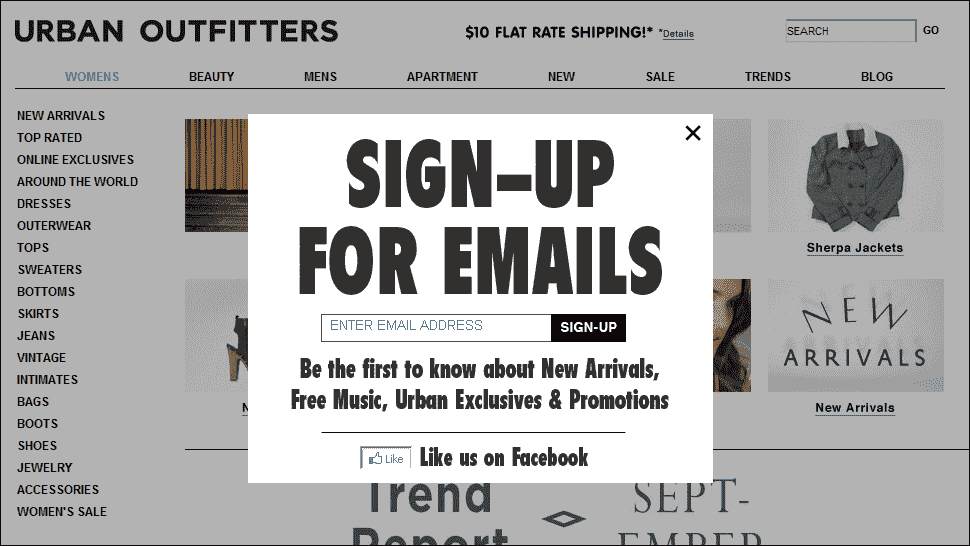 URBAN OUTFITTERS
$10 FLAT RATE SHIPPING!* *Details
SEARCH GO
WOMENS BEAUTY MENS APARTMENT NEW SALE TRENDS BLOG
NEW ARRIVALS
TOP RATED
ONLINE EXCLUSIVES
AROUND THE WORLD
DRESSES
OUTERWEAR
TOPS
SWEATERS
BOTTOMS
SKIRTS
JEANS
VINTAGE
INTIMATES
BAGS
BOOTS
SHOES
JEWELRY
ACCESSORIES
WOMEN'S SALE
SIGN-UP
FOR EMAILS
ENTER EMAIL ADDRESS SIGN-UP
Be the first to know about New Arrivals,
Free Music, Urban Exclusives & Promotions
Like Like us on Facebook
Sherpa Jackets
NEW
ARRIVALS
New Arrivals
Trend
Report
SEPT-
EMBER